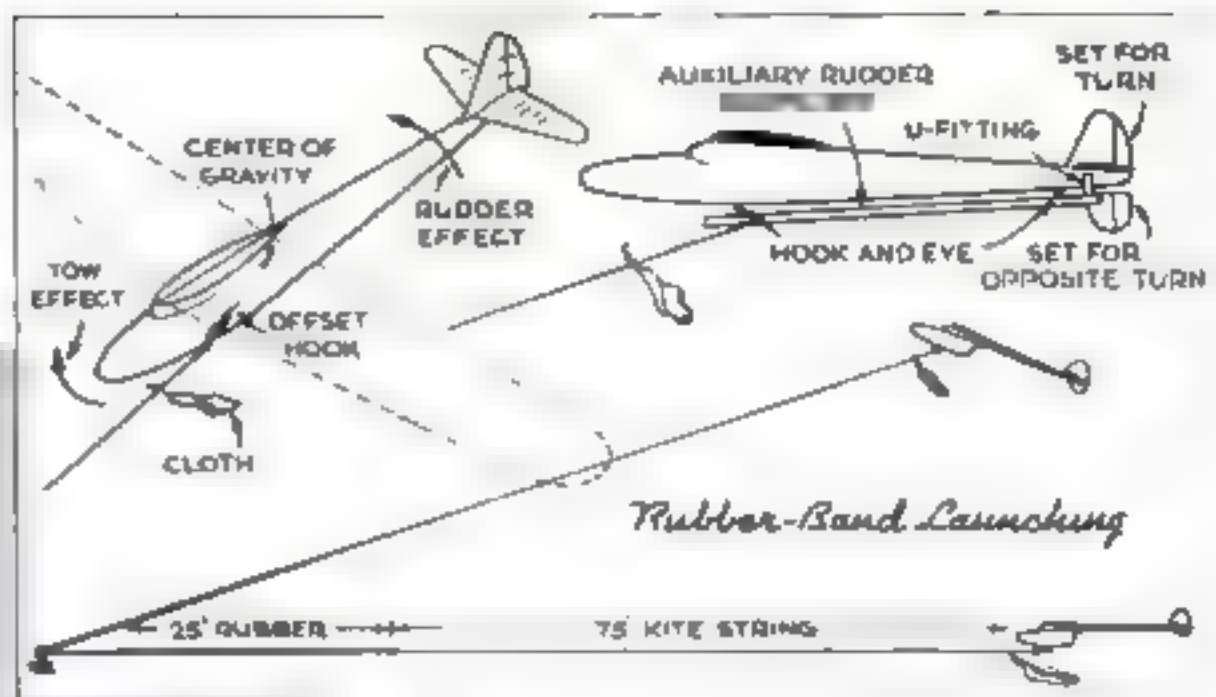 AUXILIARY RUDDER
SET FOR
TURN
U-FITTING
CENTER OF
GRAVITY
RUDDER
EFFECT
HOOK AND EYE
SET FOR
OPPOSITE TURN
TOW
EFFECT
OFFSET
HOOK
CLOTH
Rubber-Band Launching
25' RUBBER
75' KITE STRING